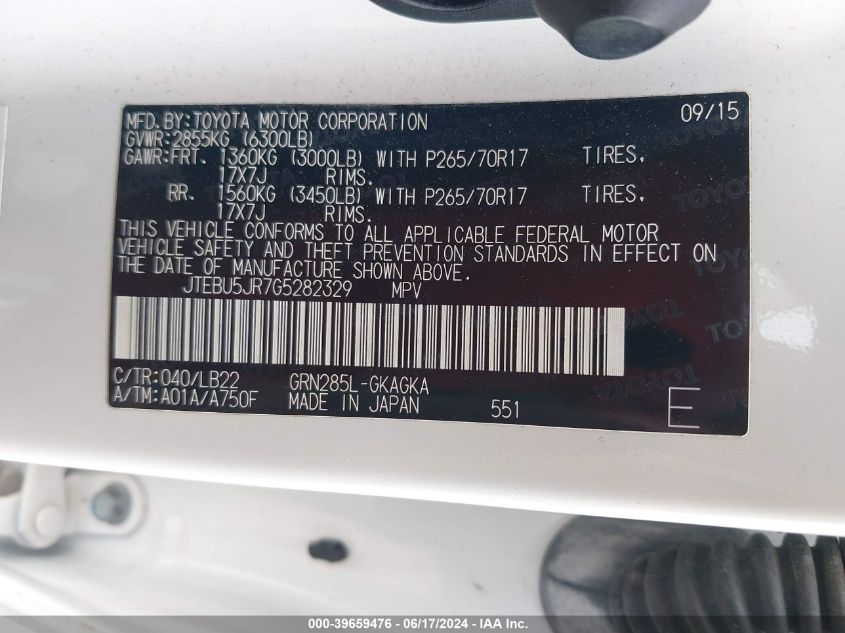 MFD.BY:TOYOTA MOTOR CORPORATION 09/15
GVWR:2855KG (6300LB)
GAWR:FRT. 1360KG (3000LB) WITH P265/70R17 TIRES.
17X7J RIMS.
RR. 1560KG (3450LB) WITH P265/70R17 TIRES.
17X7J RIMS.
THIS VEHICLE CONFORMS TO ALL APPLICABLE FEDERAL MOTOR
VEHICLE SAFETY AND THEFT PREVENTION STANDARDS IN EFFECT ON
THE DATE OF MANUFACTURE SHOWN ABOVE.
JTEBU5JR7G5282329 MPV
C/TR:040/LB22 GRN285L-GKAGKA
A/TM:A01A/A750F MADE IN JAPAN 551 E
000-39659476 - 06/17/2024 - IAA Inc.